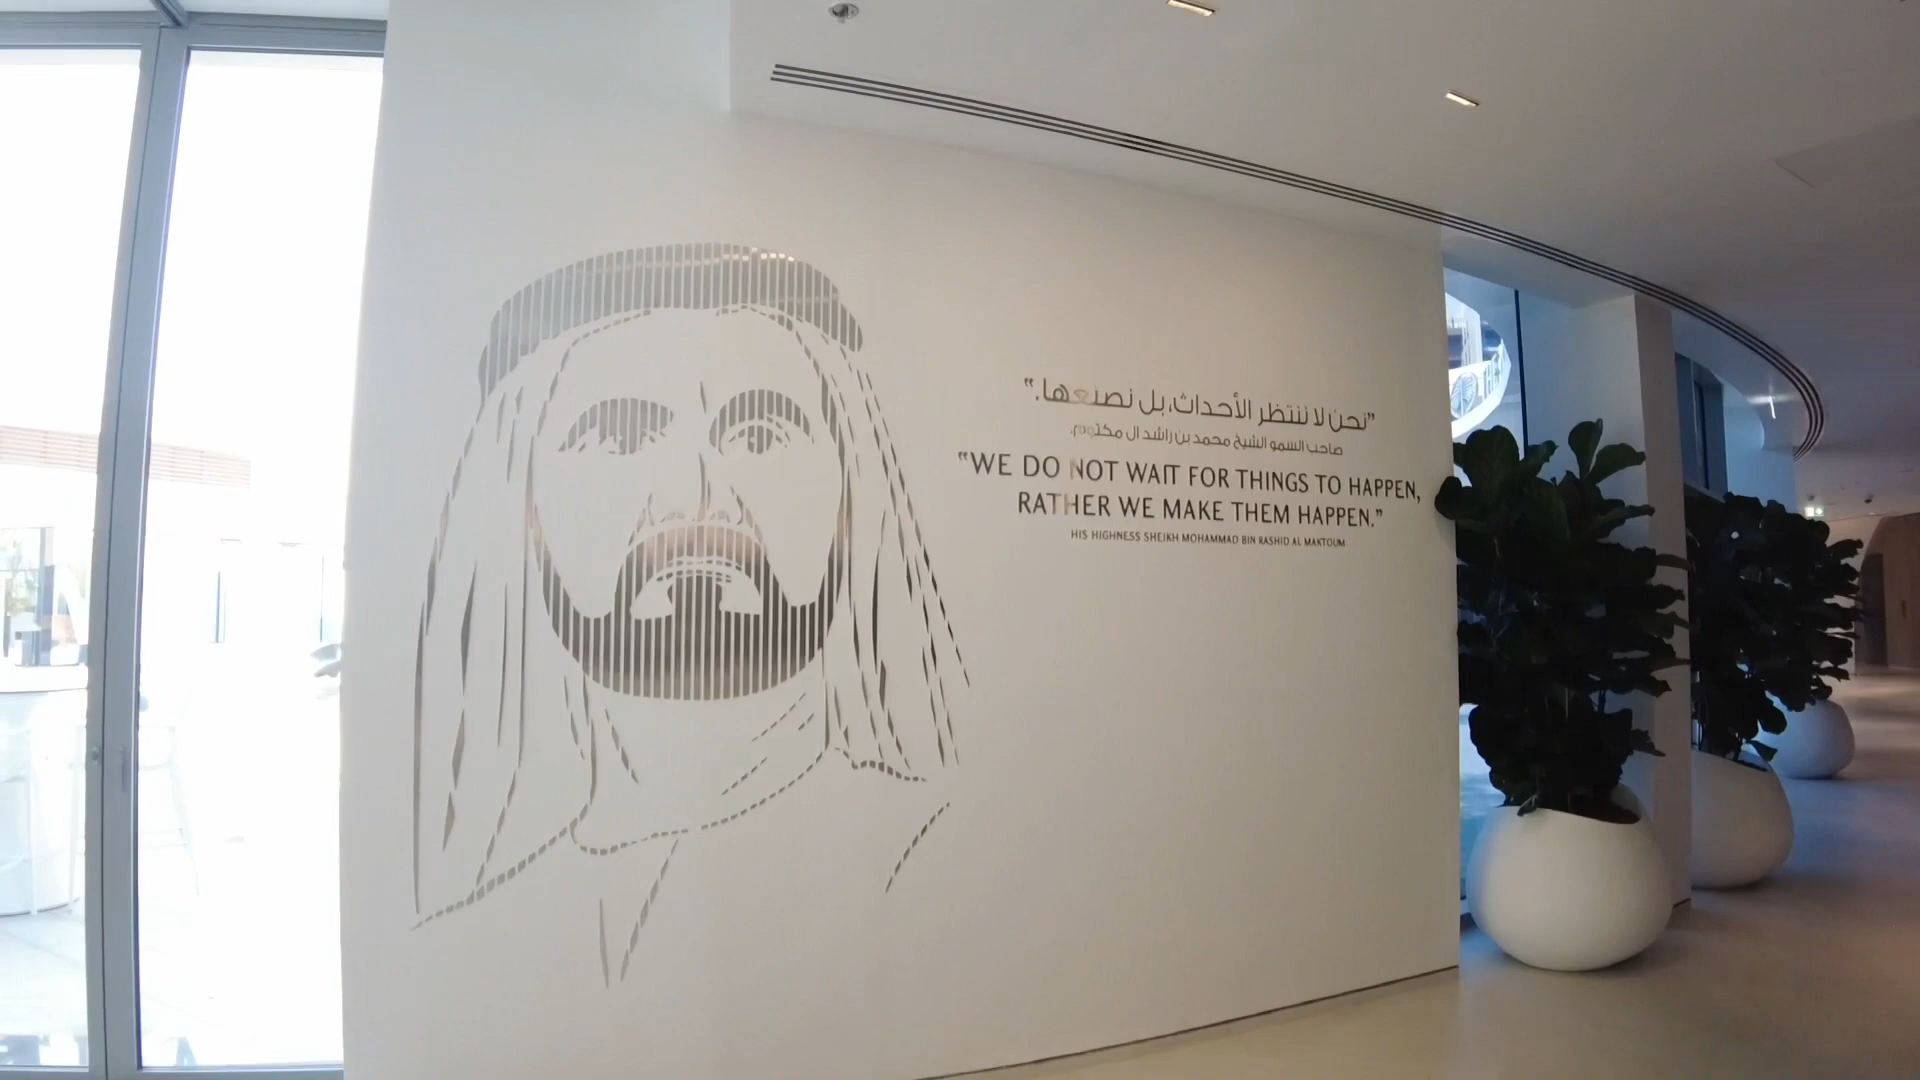 "نحن لا ننتظر الأحداث، بل نصنعها."
صاحب السمو الشيخ محمد بن راشد ال مكتوم.
"WE DO NOT WAIT FOR THINGS TO HAPPEN,
RATHER WE MAKE THEM HAPPEN."
HIS HIGHNESS SHEIKH MOHAMMAD BIN RASHID AL MAKTOUM